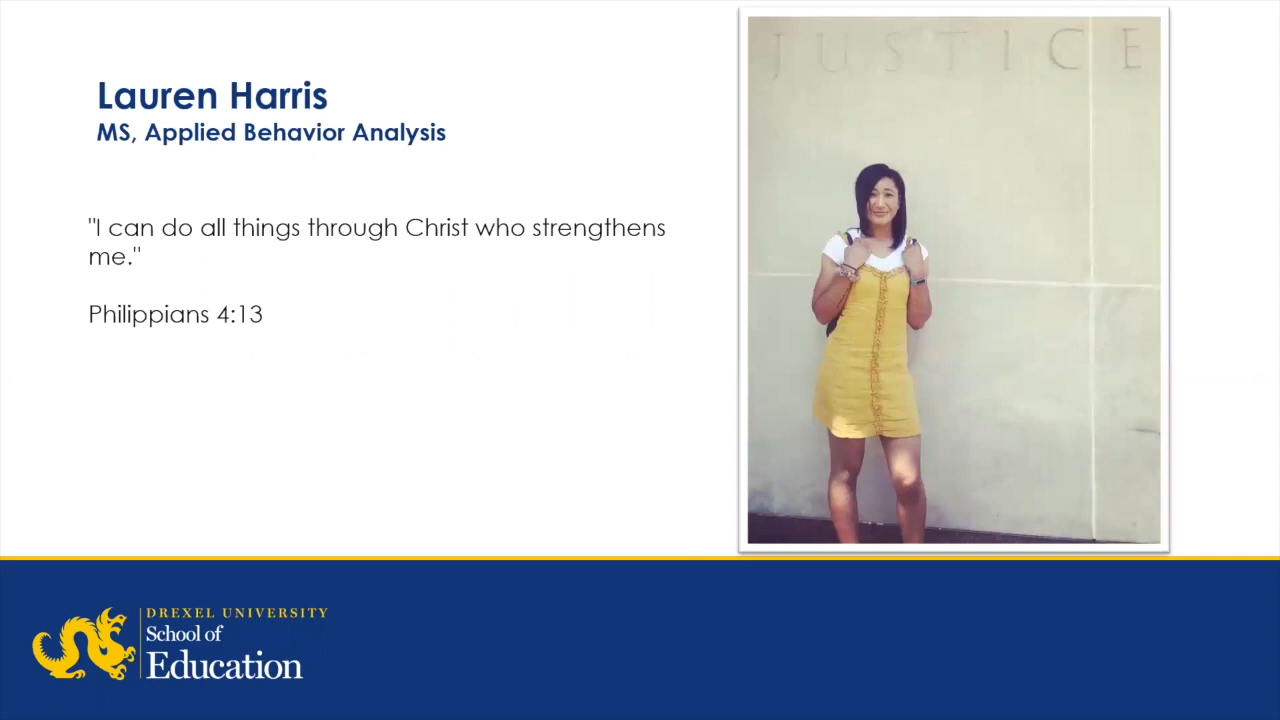 Lauren Harris
MS, Applied Behavior Analysis
"I can do all things through Christ who strengthens
me."
Philippians 4:13
JUSTICE
DREXEL UNIVERSITY
School of
Education